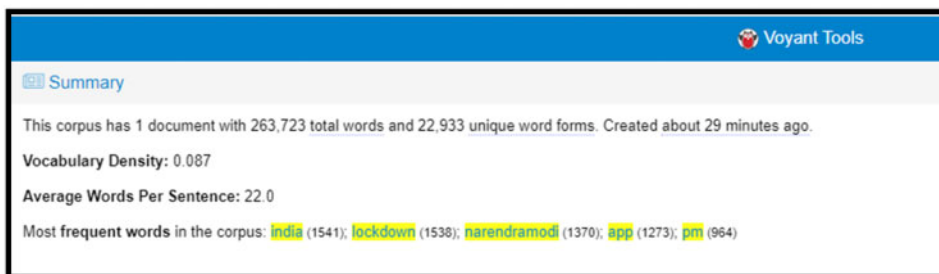 Voyant Tools
Summary
This corpus has 1 document with 263,723 total words and 22,933 unique word forms. Created about 29 minutes ago.
Vocabulary Density: 0.087
Average Words Per Sentence: 22.0
Most frequent words in the corpus: india (1541); lockdown (1538); narendramodi (1370); app (1273); pm (964)